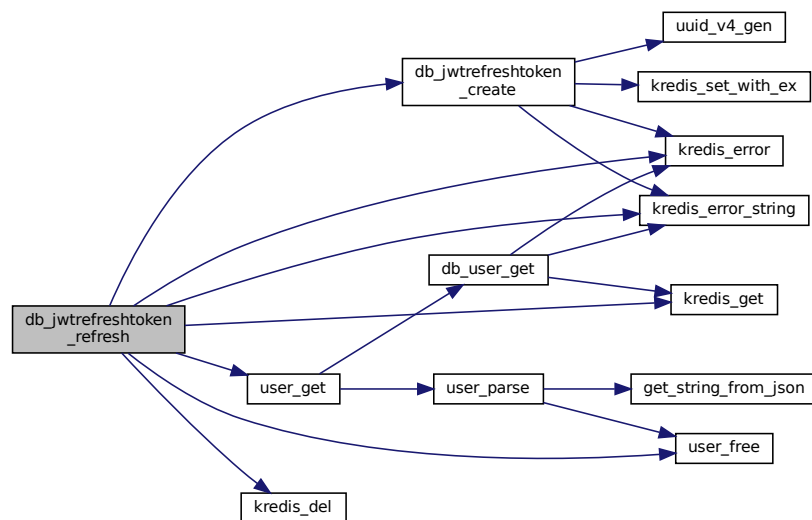 uuid_v4_gen
db_jwtrefreshtoken
_create
kredis_set_with_ex
kredis_error
kredis_error_string
db_user_get
kredis_get
db_jwtrefreshtoken
_refresh
user_get
user_parse
get_string_from_json
user_free
kredis_del